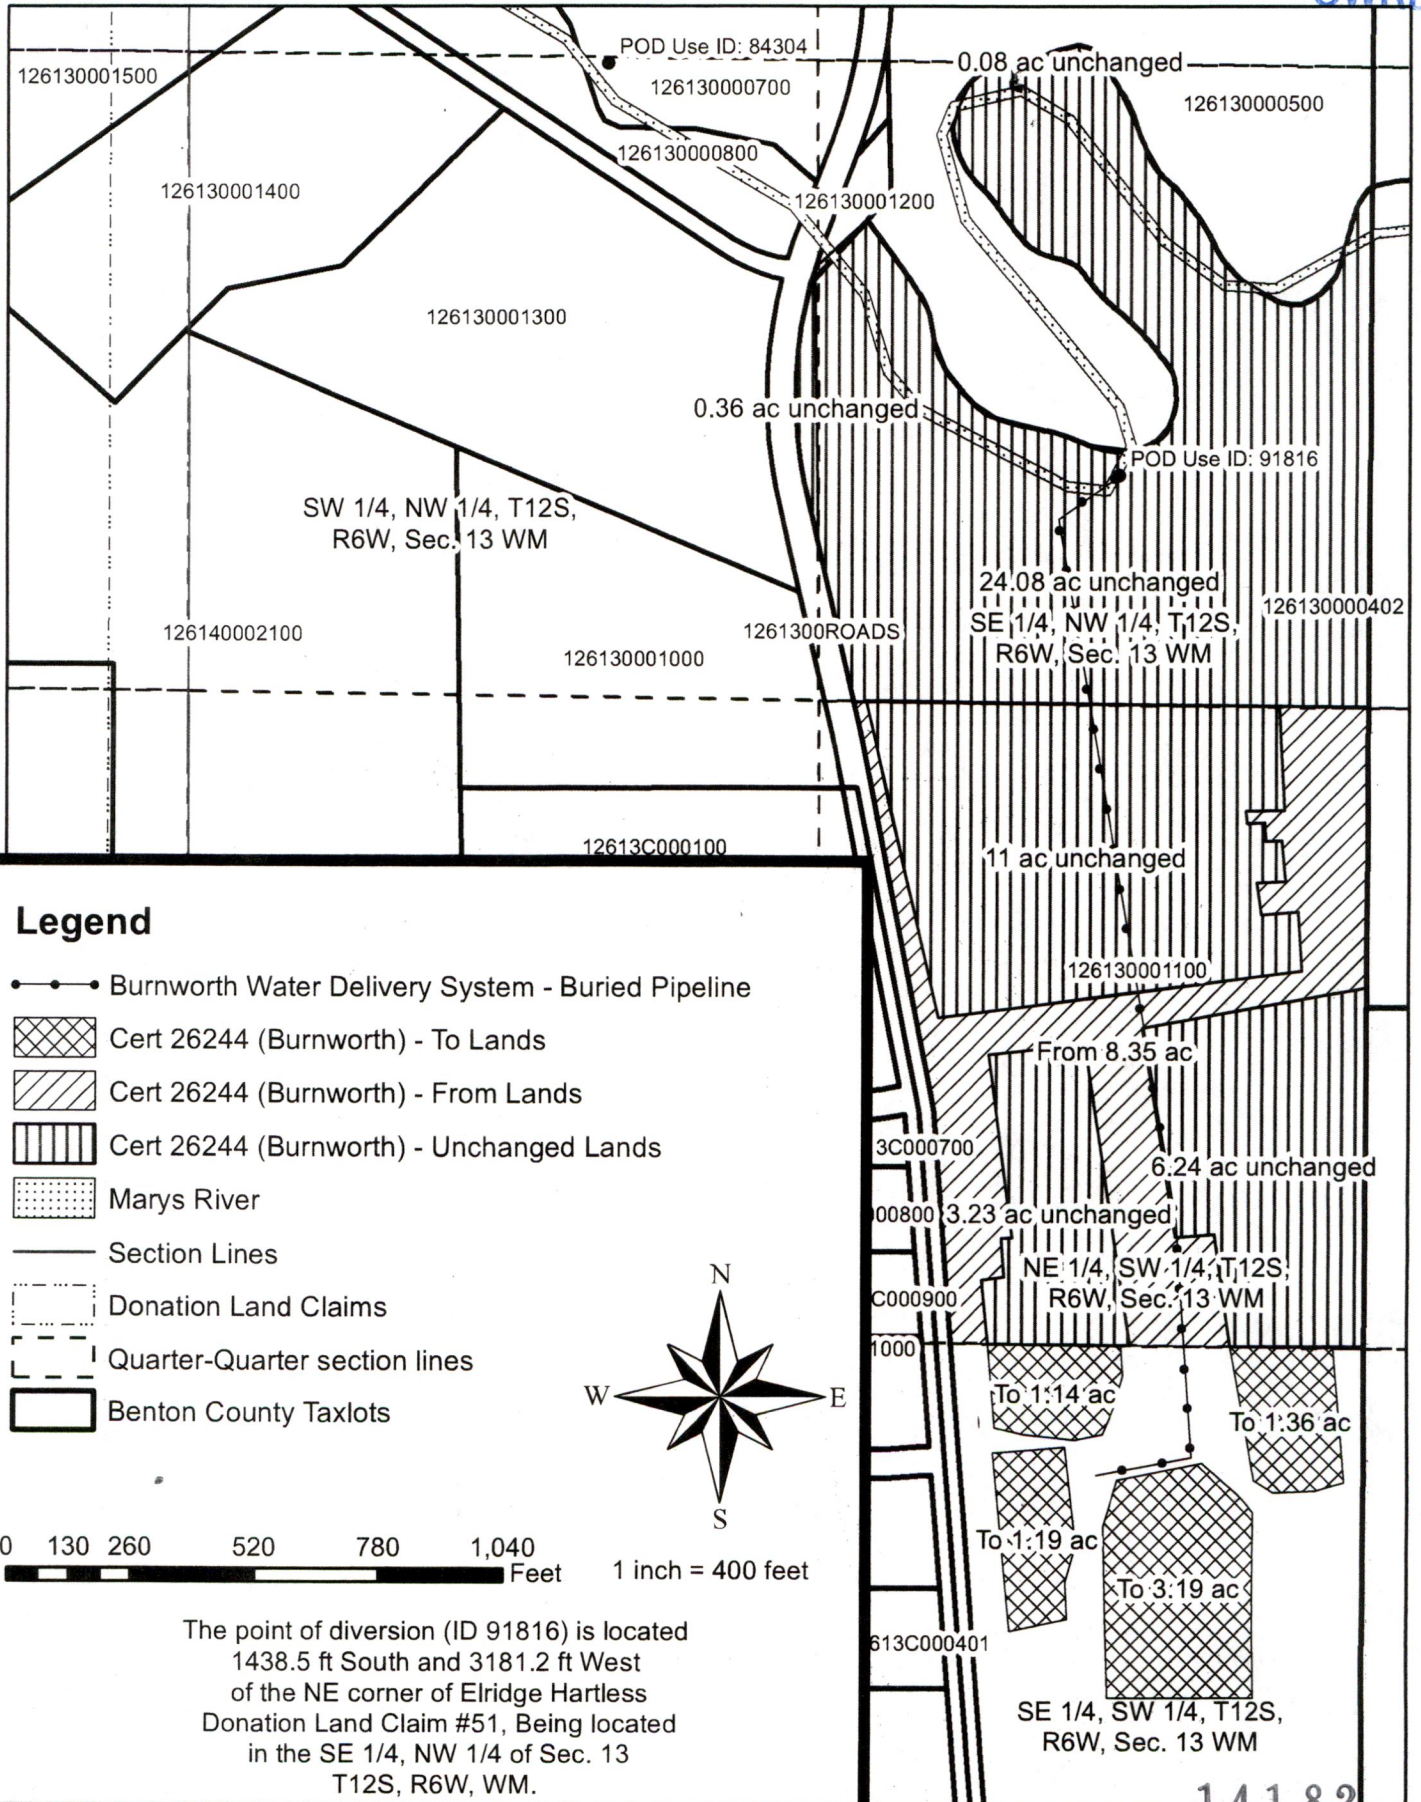 POD Use ID: 84304
0.08 ac unchanged
126130001500
126130000700
126130000500
126130000800
126130001400
126130001200
126130001300
0.36 ac unchanged
POD Use ID: 91816
SW 1/4, NW 1/4, T12S,
R6W, Sec. 13 WM
24.08 ac unchanged
SE 1/4, NW 1/4, T12S,
R6W, Sec. 13 WM
126130000402
126140002100
1261300ROADS
126130001000
12613C000100
11 ac unchanged
126130001100
From 8.35 ac
3C000700
6.24 ac unchanged
00800
3.23 ac unchanged
NE 1/4, SW 1/4, T12S,
R6W, Sec. 13 WM
C000900
1000
To 1.14 ac
To 1.36 ac
To 1.19 ac
To 3.19 ac
613C000401
SE 1/4, SW 1/4, T12S,
R6W, Sec. 13 WM
Legend
Burnworth Water Delivery System - Buried Pipeline
Cert 26244 (Burnworth) - To Lands
Cert 26244 (Burnworth) - From Lands
Cert 26244 (Burnworth) - Unchanged Lands
Marys River
Section Lines
Donation Land Claims
Quarter-Quarter section lines
Benton County Taxlots
N
W E
S
0 130 260 520 780 1,040
Feet
1 inch = 400 feet
The point of diversion (ID 91816) is located
1438.5 ft South and 3181.2 ft West
of the NE corner of Elridge Hartless
Donation Land Claim #51, Being located
in the SE 1/4, NW 1/4 of Sec. 13
T12S, R6W, WM.